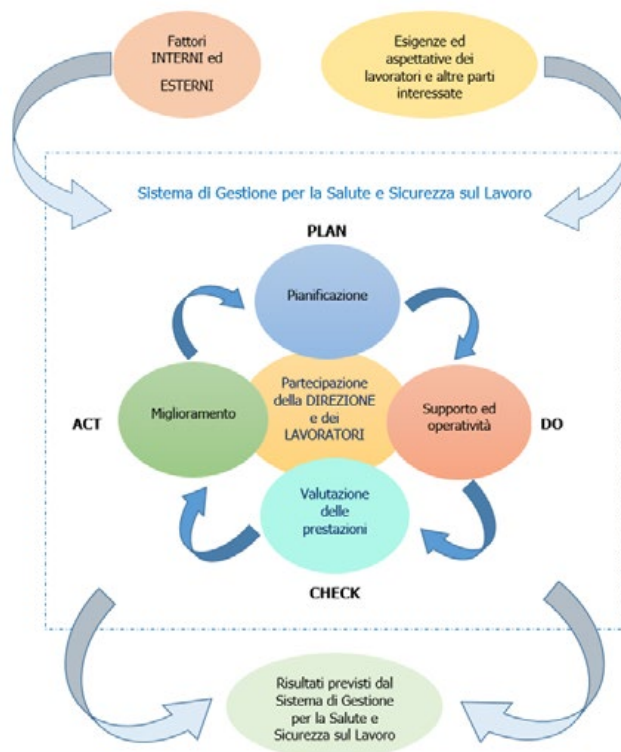 Fattori
INTERNI ed
ESTERNI
Esigenze ed
aspettative dei
lavoratori e altre parti
interessate
Sistema di Gestione per la Salute e Sicurezza sul Lavoro
PLAN
Pianificazione
ACT
Miglioramento
Partecipazione
della DIREZIONE
e dei
LAVORATORI
Supporto ed
operatività
DO
Valutazione
delle
prestazioni
CHECK
Risultati previsti dal
Sistema di Gestione
per la Salute e
Sicurezza sul Lavoro